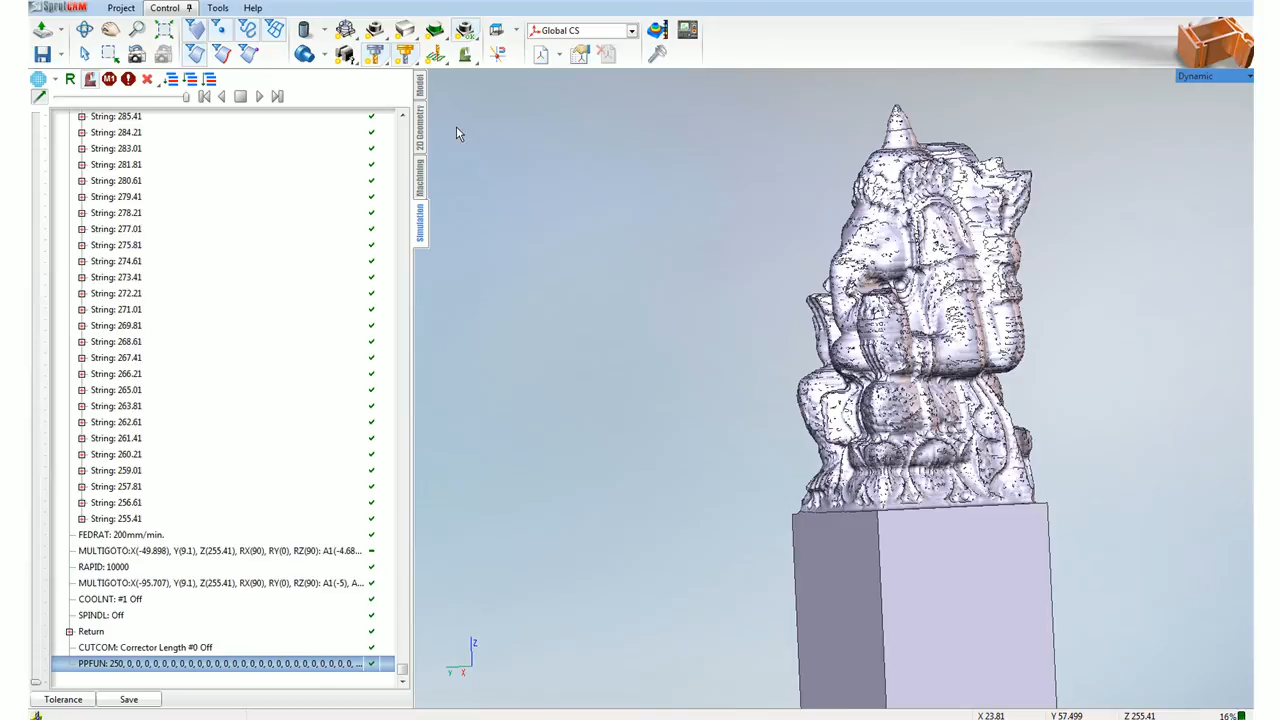 SprutCAM
Project
Control
Tools
Help
Global CS
Dynamic
R
M1
Model
2D Geometry
Machining
Simulation
String: 285.41
String: 284.21
String: 283.01
String: 281.81
String: 280.61
String: 279.41
String: 278.21
String: 277.01
String: 275.81
String: 274.61
String: 273.41
String: 272.21
String: 271.01
String: 269.81
String: 268.61
String: 267.41
String: 266.21
String: 265.01
String: 263.81
String: 262.61
String: 261.41
String: 260.21
String: 259.01
String: 257.81
String: 256.61
String: 255.41
FEDRAT: 200mm/min.
MULTIGOTO:X(-49.898), Y(9.1), Z(255.41), RX(90), RY(0), RZ(90): A1(-4.68...
RAPID: 10000
MULTIGOTO:X(-95.707), Y(9.1), Z(255.41), RX(90), RY(0), RZ(90): A1(-5), A...
COOLNT: #1 Off
SPINDL: Off
Return
CUTCOM: Corrector Length #0 Off
PPFUN: 250, 0, 0, 0, 0, 0, 0, 0, 0, 0, 0, 0, 0, 0, 0, 0, 0, 0, 0, 0, 0, 0, 0, 0, 0, 0, 0, ...
Tolerance
Save
Z
Y
X
X 23.81
Y 57.499
Z 255.41
16%